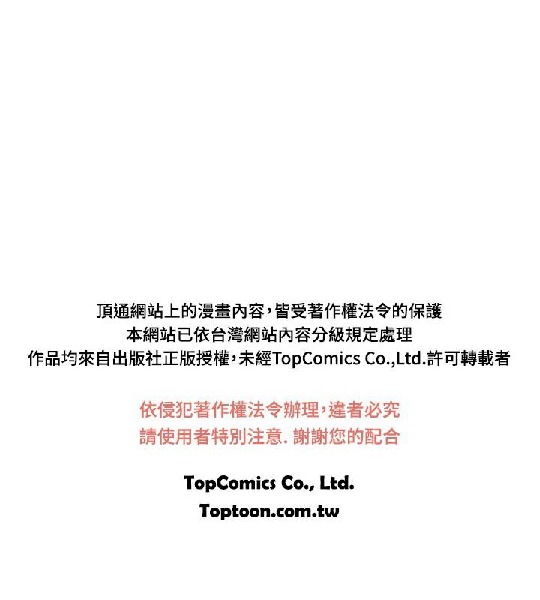 頂通網站上的漫畫內容，皆受著作權法令的保護
本網站已依台灣網站內容分級規定處理
作品均來自出版社正版授權，未經TopComics Co.,Ltd.許可轉載者
依侵犯著作權法令辦理，違者必究
請使用者特別注意. 謝謝您的配合
TopComics Co., Ltd.
Toptoon.com.tw